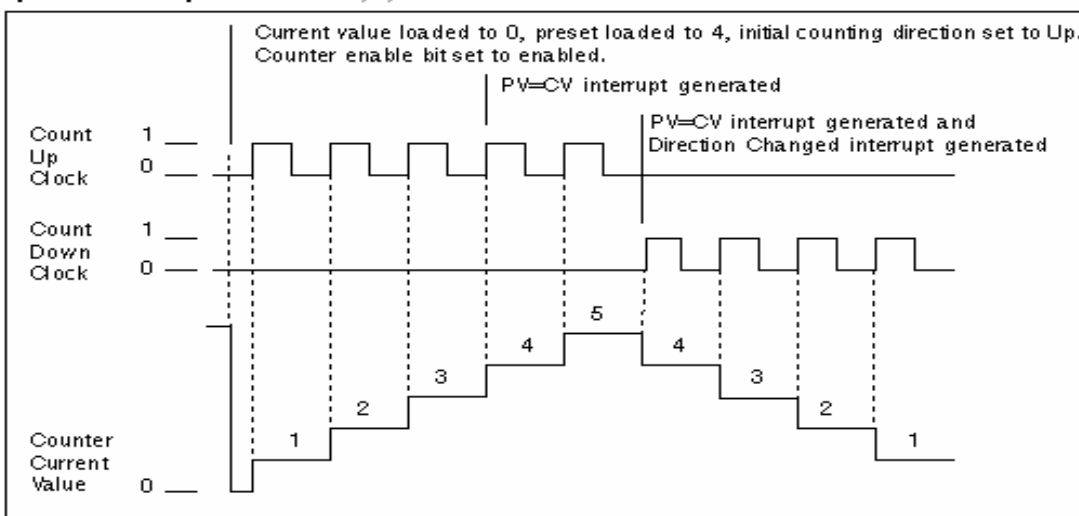 Current value loaded to 0, preset loaded to 4, initial counting direction set to Up.
Counter enable bit set to enabled.
PV=CV interrupt generated
PV=CV interrupt generated and
Direction Changed interrupt generated
Count
Up
Clock
1
0
Count
Down
Clock
1
0
5
4
4
3
3
2
2
1
1
Counter
Current
Value
0